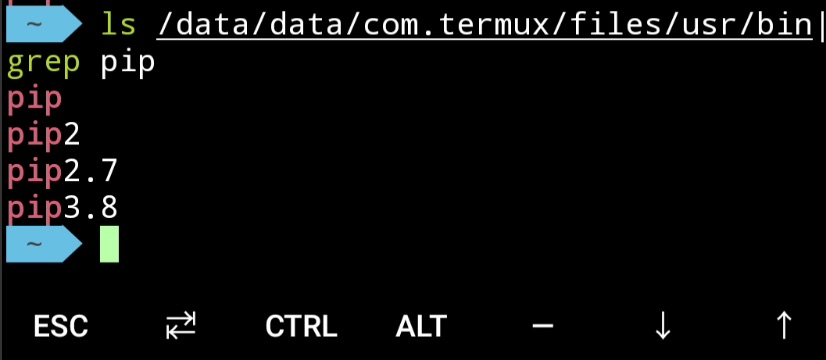 ~ ls /data/data/com.termux/files/usr/bin|
grep pip
pip
pip2
pip2.7
pip3.8
~
ESC ⇄ CTRL ALT – ↓ ↑